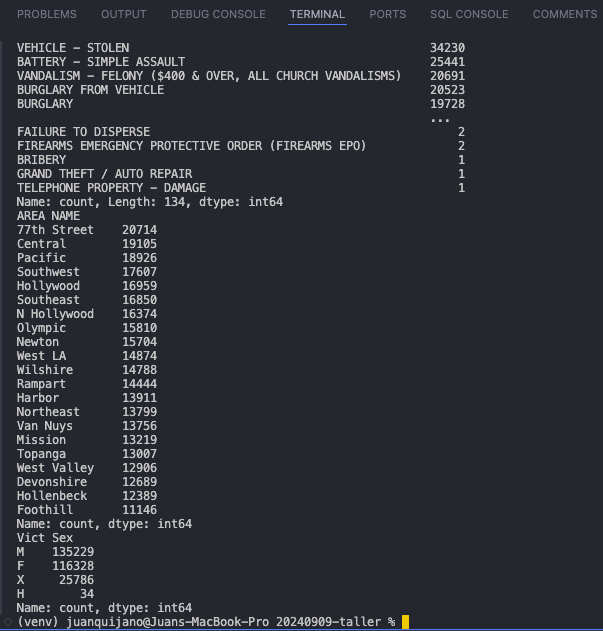 PROBLEMS OUTPUT DEBUG CONSOLE TERMINAL PORTS SQL CONSOLE COMMENTS
VEHICLE - STOLEN 34230
BATTERY - SIMPLE ASSAULT 25441
VANDALISM - FELONY ($400 & OVER, ALL CHURCH VANDALISMS) 20691
BURGLARY FROM VEHICLE 20523
BURGLARY 19728
...
FAILURE TO DISPERSE 2
FIREARMS EMERGENCY PROTECTIVE ORDER (FIREARMS EPO) 2
BRIBERY 1
GRAND THEFT / AUTO REPAIR 1
TELEPHONE PROPERTY - DAMAGE 1
Name: count, Length: 134, dtype: int64
AREA NAME
77th Street 20714
Central 19105
Pacific 18926
Southwest 17607
Hollywood 16959
Southeast 16850
N Hollywood 16374
Olympic 15810
Newton 15704
West LA 14874
Wilshire 14788
Rampart 14444
Harbor 13911
Northeast 13799
Van Nuys 13756
Mission 13219
Topanga 13007
West Valley 12906
Devonshire 12689
Hollenbeck 12389
Foothill 11146
Name: count, dtype: int64
Vict Sex
M 135229
F 116328
X 25786
H 34
Name: count, dtype: int64
(venv) juanquijano@Juans-MacBook-Pro 20240909-taller %